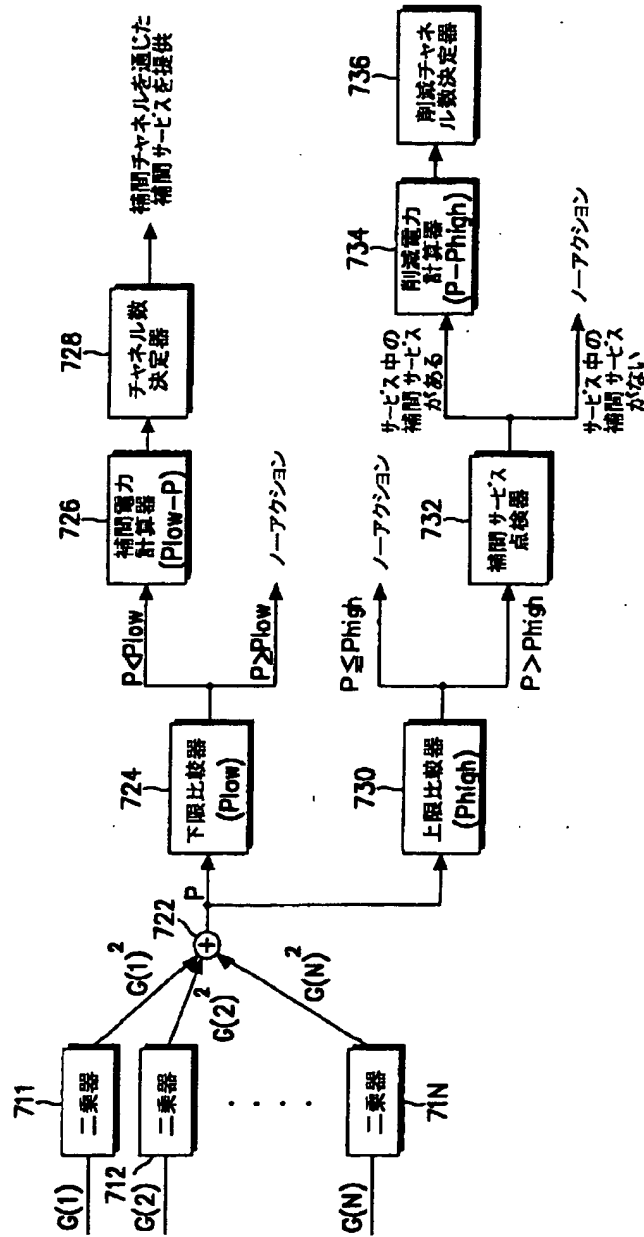 G(1)
711
二乗器
G(1)²
G(2)
712
二乗器
G(2)²
G(N)
71N
二乗器
G(N)²
722
+
P
724
下限比較器
(Plow)
P<Plow
P≥Plow
ノーアクション
726
補間電力
計算器
(Plow-P)
728
チャネル数
決定器
補間チャネルを通じた
補間サービスを提供
730
上限比較器
(Phigh)
P≦Phigh
ノーアクション
P>Phigh
732
補間サービス
点検器
サービス中の
補間サービス
がある
サービス中の
補間サービス
がない
ノーアクション
734
削減電力
計算器
(P-Phigh)
736
削減チャネ
ル数決定器